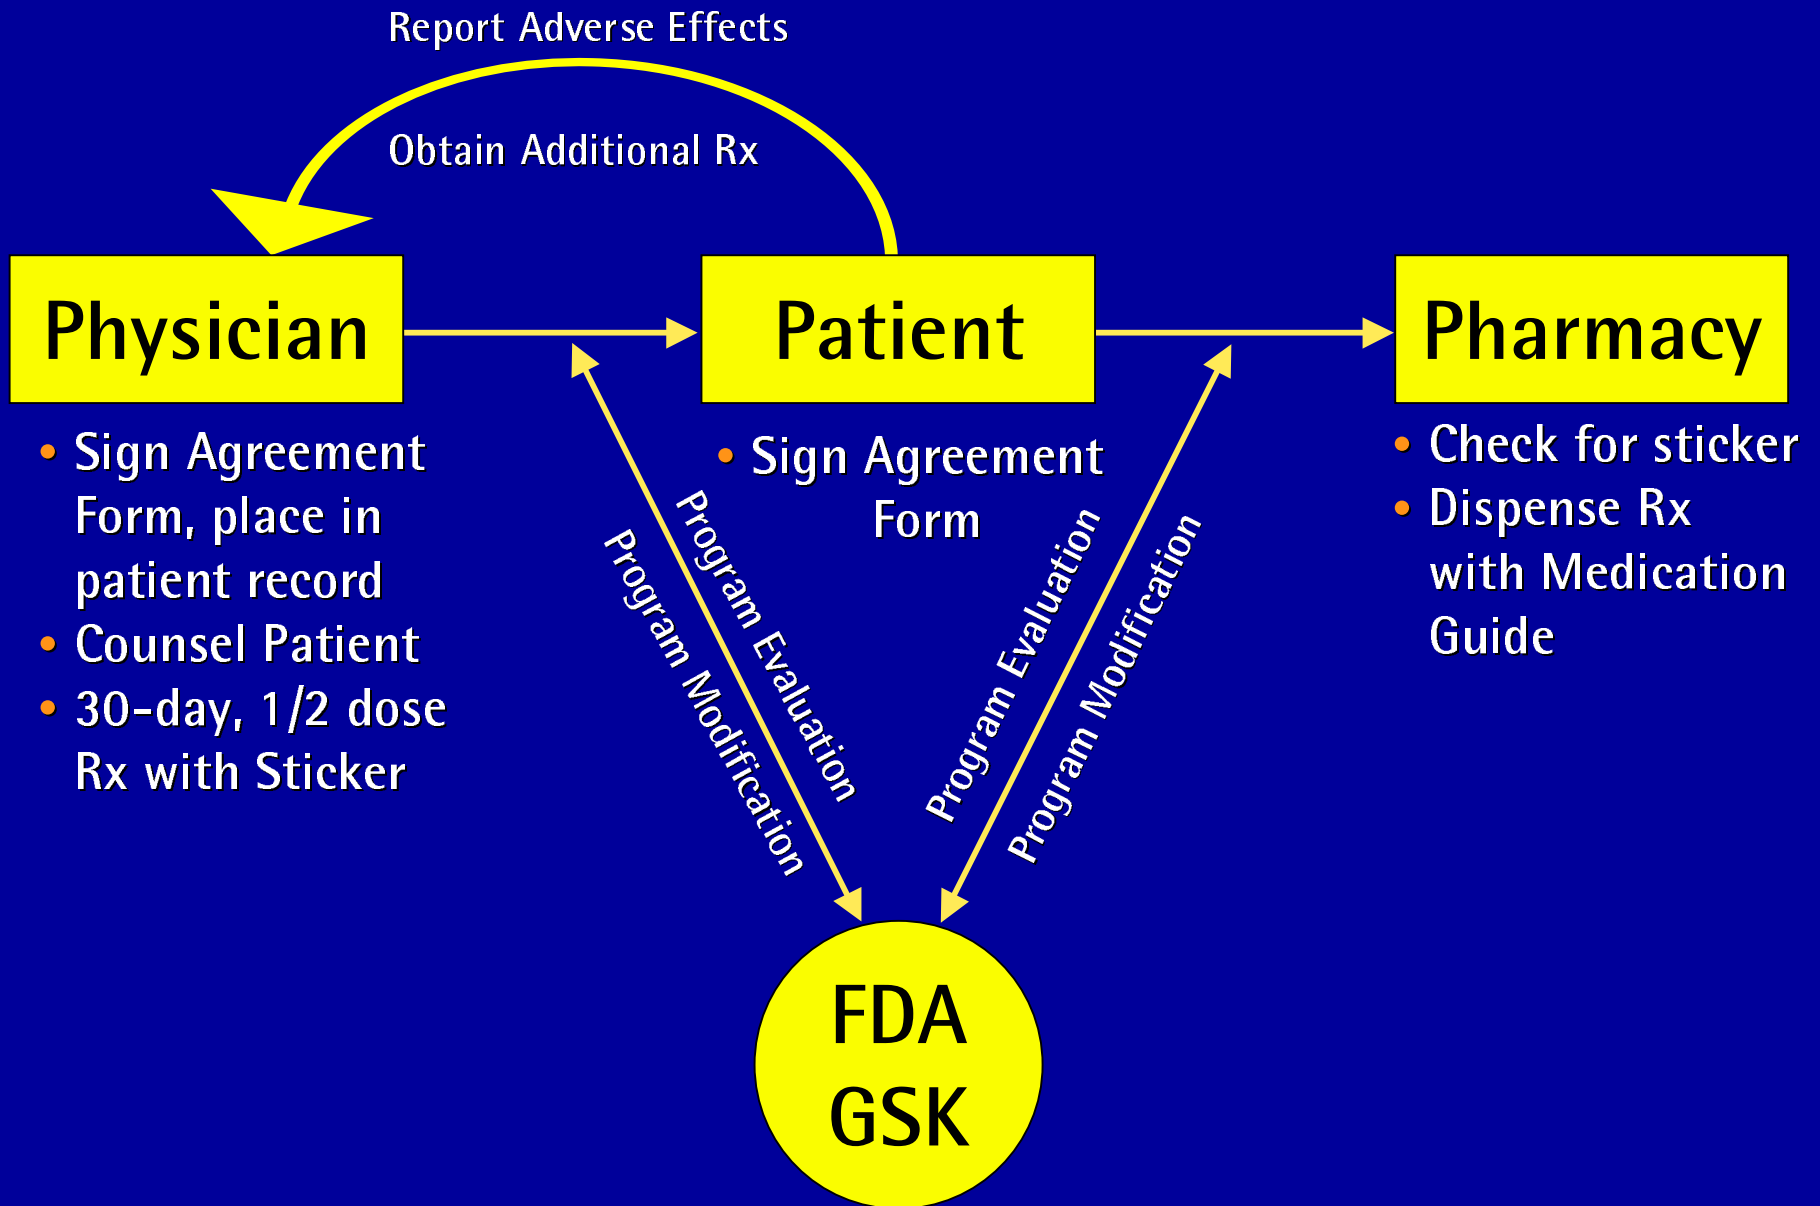 Report Adverse Effects
Obtain Additional Rx
Physician
Patient
Pharmacy
• Sign Agreement
Form, place in
patient record
• Counsel Patient
• 30-day, 1/2 dose
Rx with Sticker
• Sign Agreement
Form
• Check for sticker
• Dispense Rx
with Medication
Guide
Program Evaluation
Program Modification
Program Evaluation
Program Modification
FDA
GSK